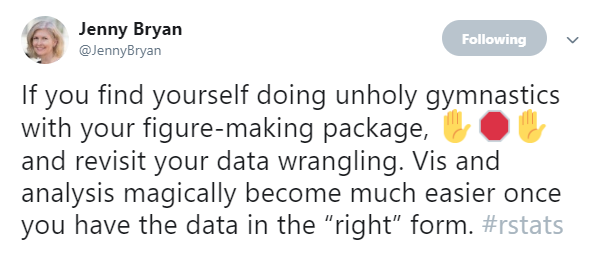 Jenny Bryan
@JennyBryan
Following
If you find yourself doing unholy gymnastics
with your figure-making package, ✋🛑✋
and revisit your data wrangling. Vis and
analysis magically become much easier once
you have the data in the “right” form. #rstats